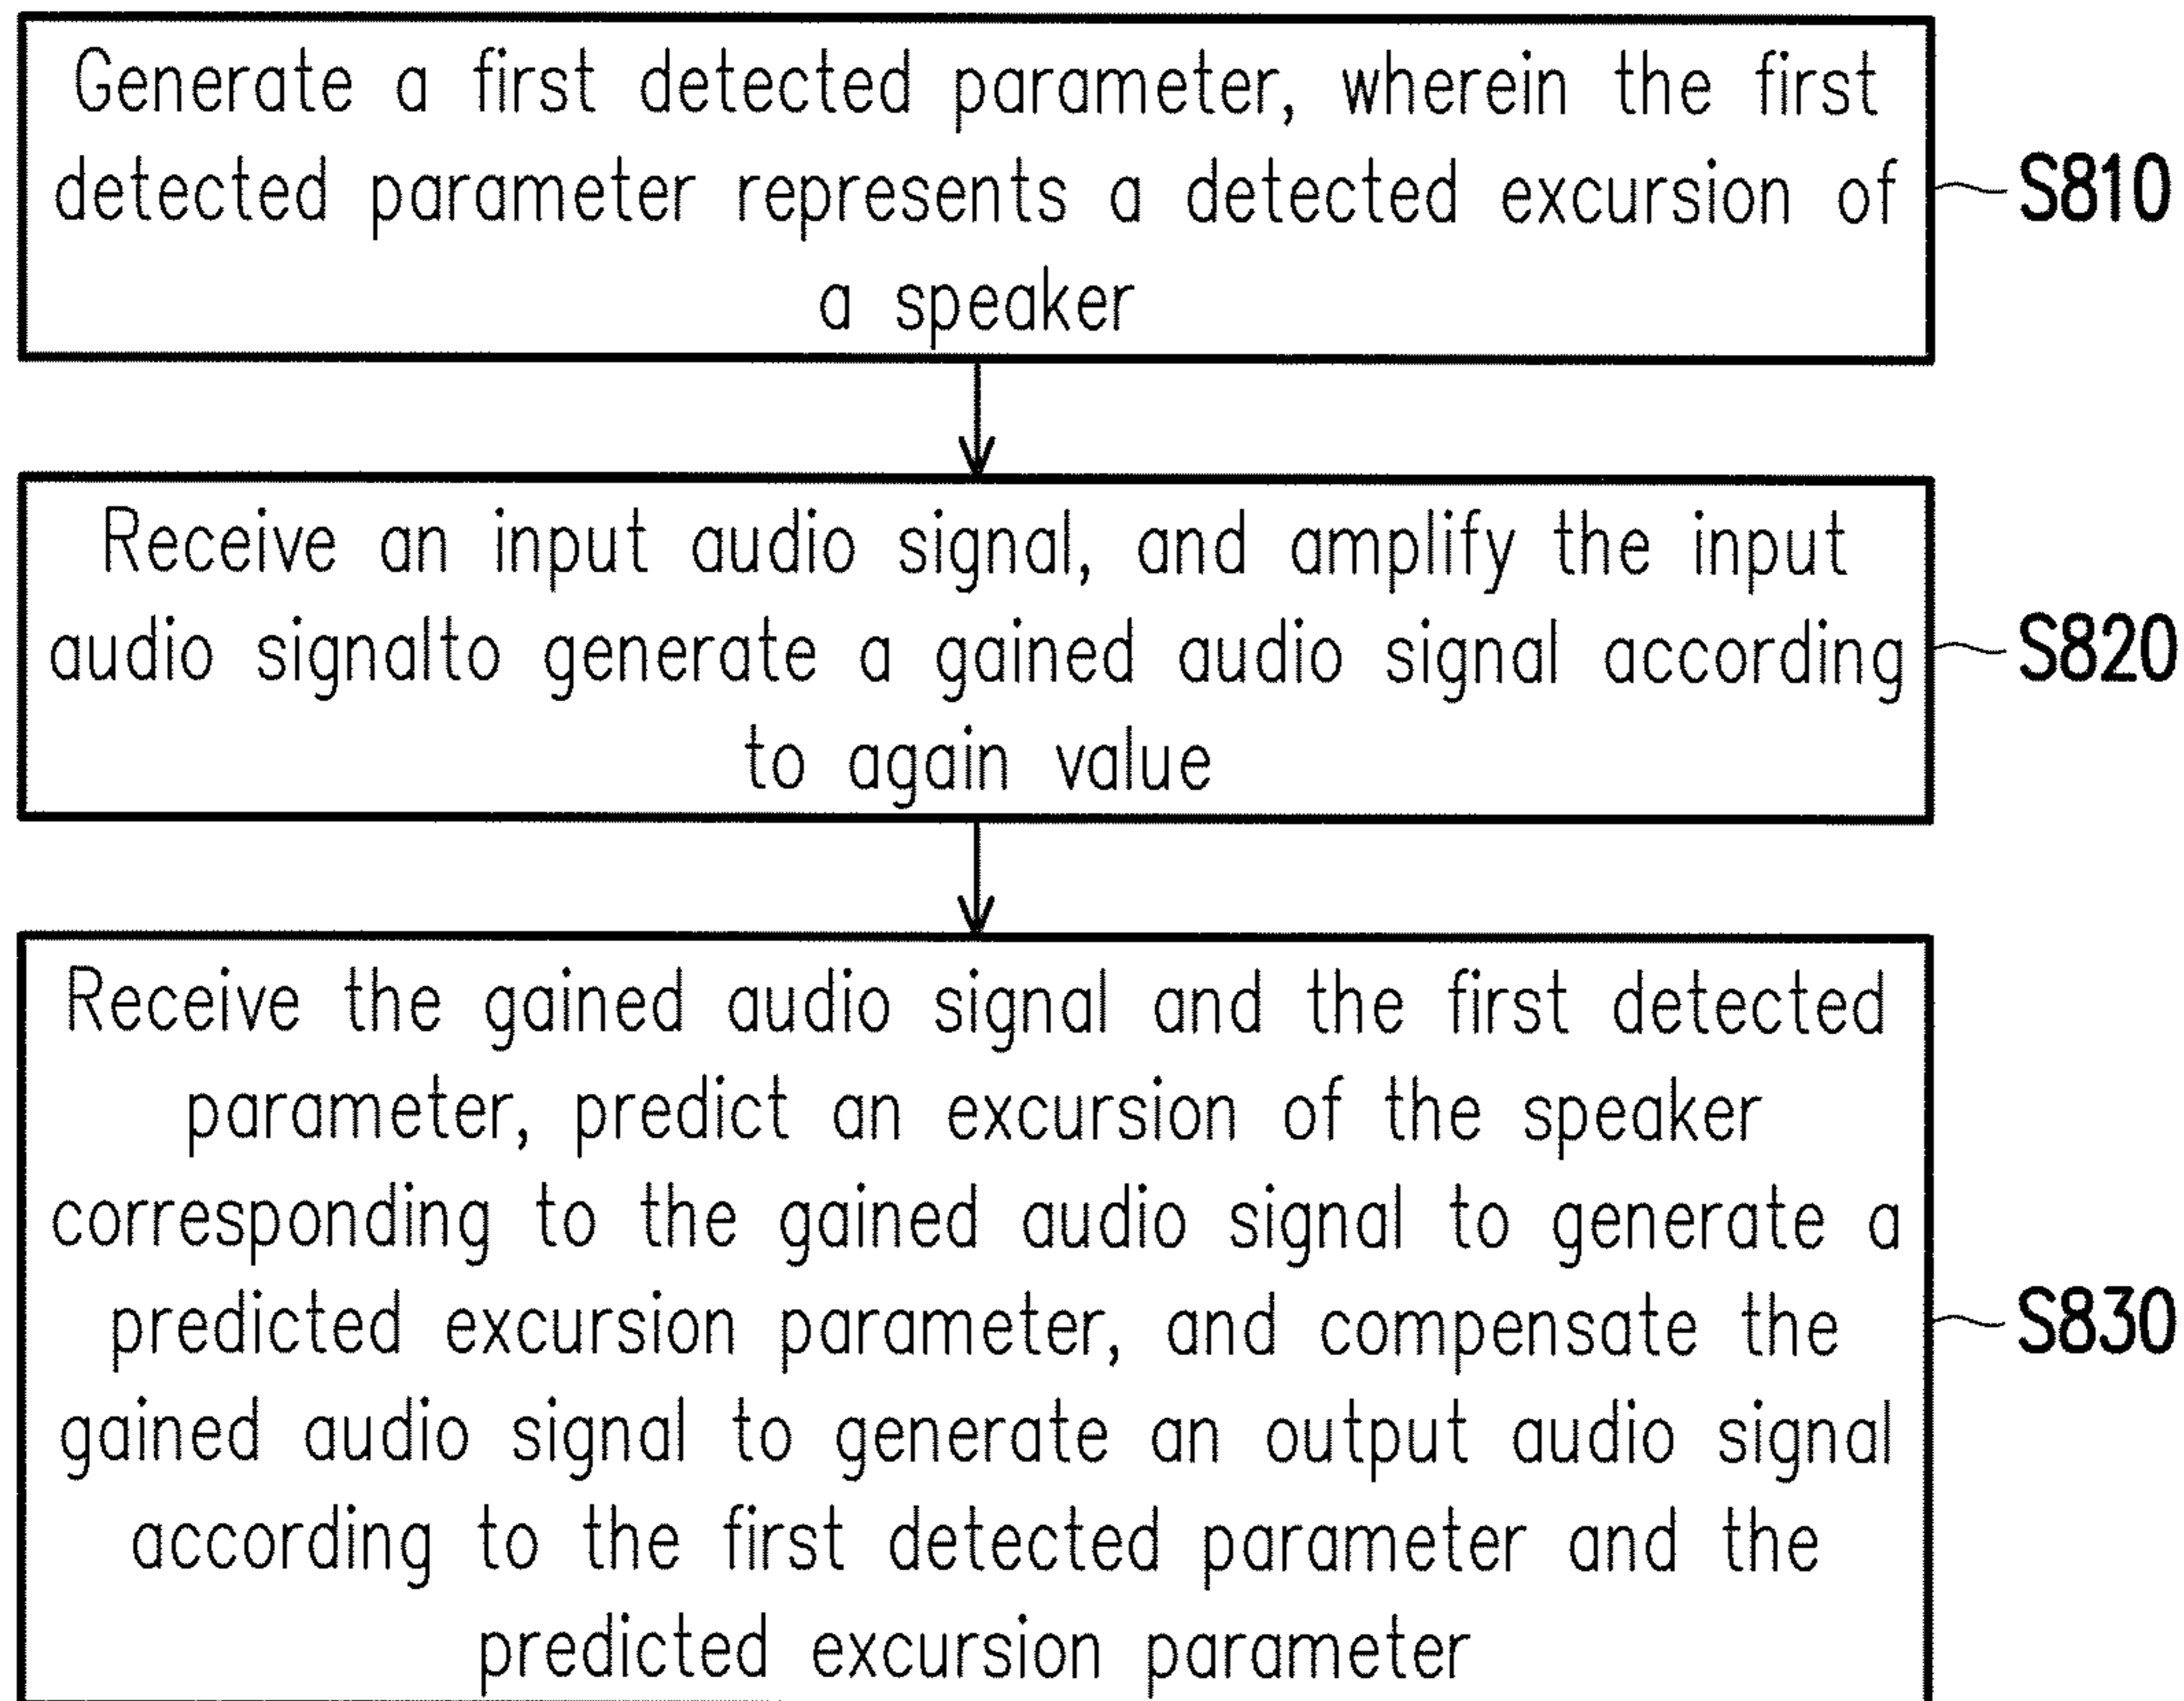 Generate a first detected parameter, wherein the first
detected parameter represents a detected excursion of
a speaker
S810
Receive an input audio signal, and amplify the input
audio signalto generate a gained audio signal according
to again value
S820
Receive the gained audio signal and the first detected
parameter, predict an excursion of the speaker
corresponding to the gained audio signal to generate a
predicted excursion parameter, and compensate the
gained audio signal to generate an output audio signal
according to the first detected parameter and the
predicted excursion parameter
S830